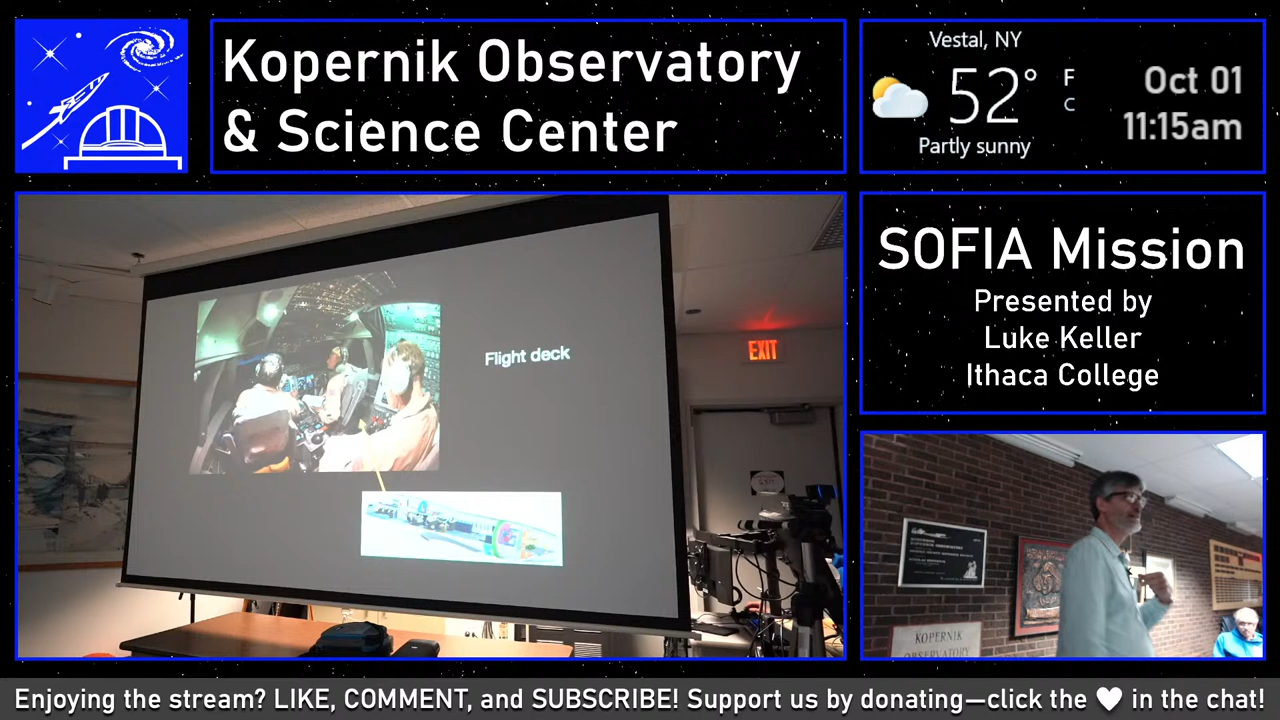 Kopernik Observatory
& Science Center
Vestal, NY
52° F
C
Partly sunny
Oct 01
11:15am
SOFIA Mission
Presented by
Luke Keller
Ithaca College
Flight deck
EXIT
KOPERNIK
OBSERVATORY
Enjoying the stream? LIKE, COMMENT, and SUBSCRIBE! Support us by donating—click the ♥ in the chat!